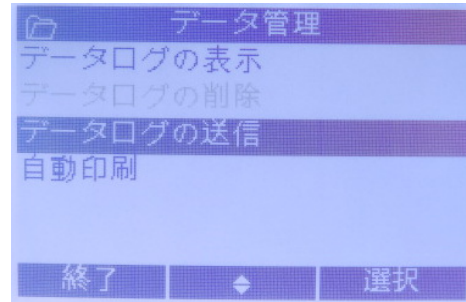 データ管理
データログの表示
データログの削除
データログの送信
自動印刷
終了 選択